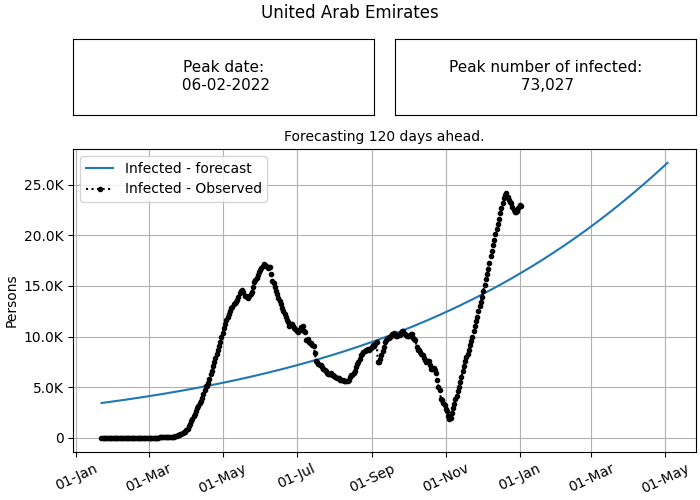 United Arab Emirates
Peak date:
06-02-2022
Peak number of infected:
73,027
Forecasting 120 days ahead.
Infected - forecast
Infected - Observed
Persons
25.0K
20.0K
15.0K
10.0K
5.0K
0
01-Jan
01-Mar
01-May
01-Jul
01-Sep
01-Nov
01-Jan
01-Mar
01-May